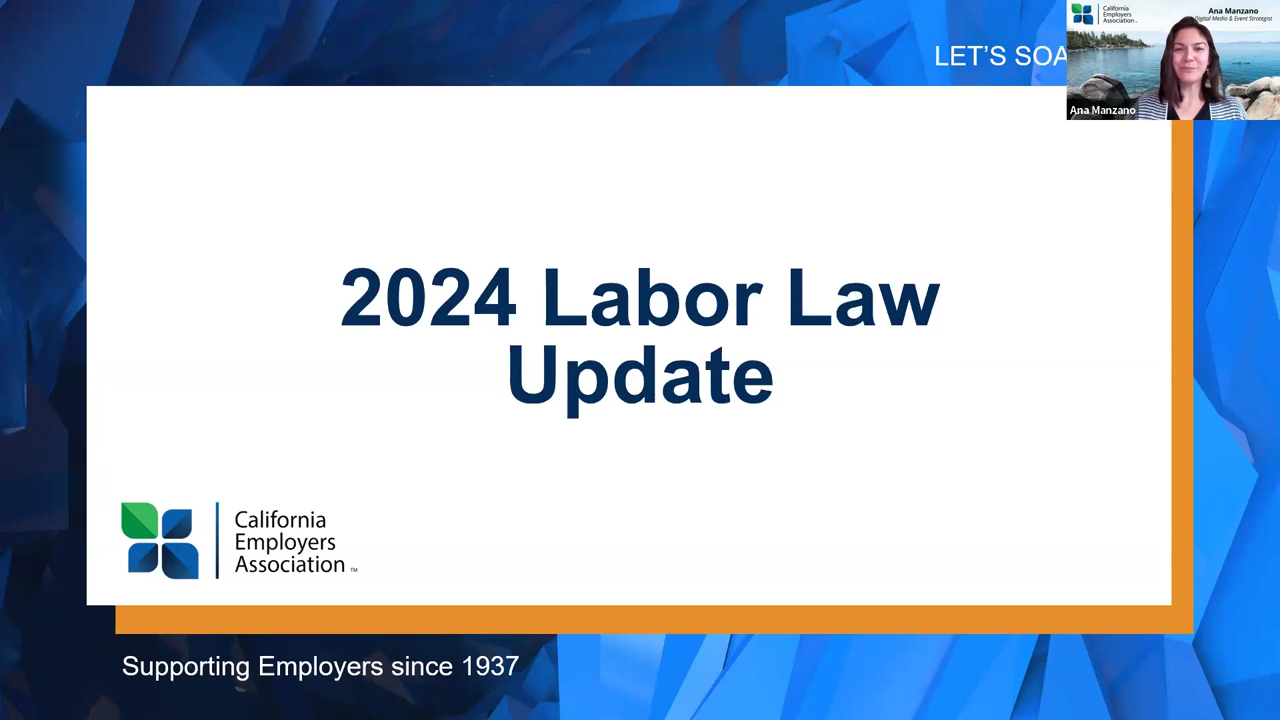 LET'S SOA
California
Employers
Association
Ana Manzano
Digital Media & Event Strategist
Ana Manzano
2024 Labor Law
Update
California
Employers
Association ™
Supporting Employers since 1937